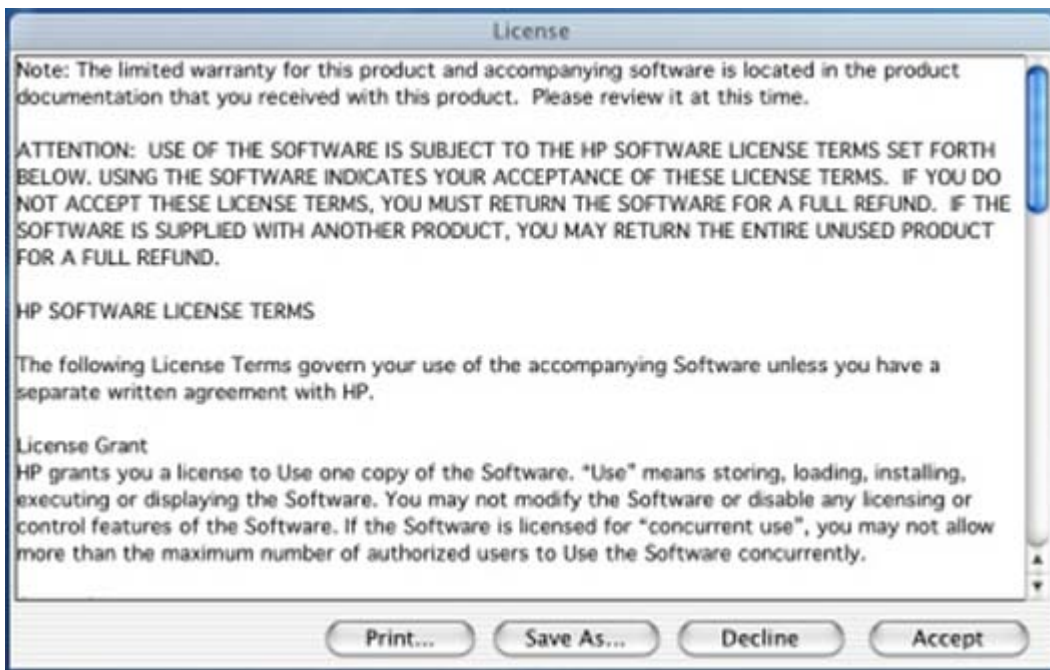 License
Note: The limited warranty for this product and accompanying software is located in the product
documentation that you received with this product.  Please review it at this time.
ATTENTION:  USE OF THE SOFTWARE IS SUBJECT TO THE HP SOFTWARE LICENSE TERMS SET FORTH
BELOW. USING THE SOFTWARE INDICATES YOUR ACCEPTANCE OF THESE LICENSE TERMS.  IF YOU DO
NOT ACCEPT THESE LICENSE TERMS, YOU MUST RETURN THE SOFTWARE FOR A FULL REFUND.  IF THE
SOFTWARE IS SUPPLIED WITH ANOTHER PRODUCT, YOU MAY RETURN THE ENTIRE UNUSED PRODUCT
FOR A FULL REFUND.
HP SOFTWARE LICENSE TERMS
The following License Terms govern your use of the accompanying Software unless you have a
separate written agreement with HP.
License Grant
HP grants you a license to Use one copy of the Software. “Use” means storing, loading, installing,
executing or displaying the Software. You may not modify the Software or disable any licensing or
control features of the Software. If the Software is licensed for “concurrent use”, you may not allow
more than the maximum number of authorized users to Use the Software concurrently.
Print... Save As... Decline Accept